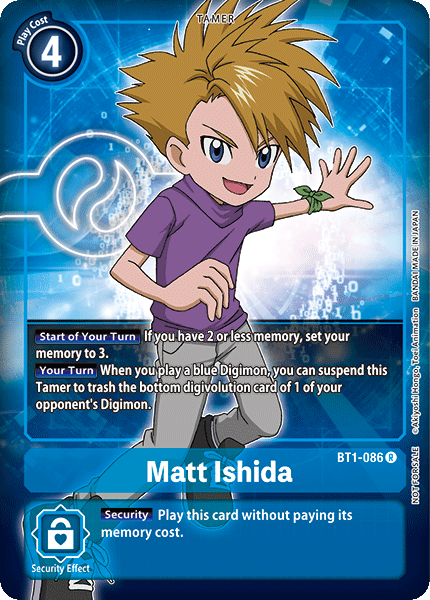 TAMER
Play Cost
4
Start of Your Turn If you have 2 or less memory, set your
memory to 3.
Your Turn When you play a blue Digimon, you can suspend this
Tamer to trash the bottom digivolution card of 1 of your
opponent's Digimon.
BT1-086 R
Matt Ishida
Security Play this card without paying its
memory cost.
Security Effect
NOT FOR SALE ©Akiyoshi Hongo, Toei Animation BANDAI MADE IN JAPAN